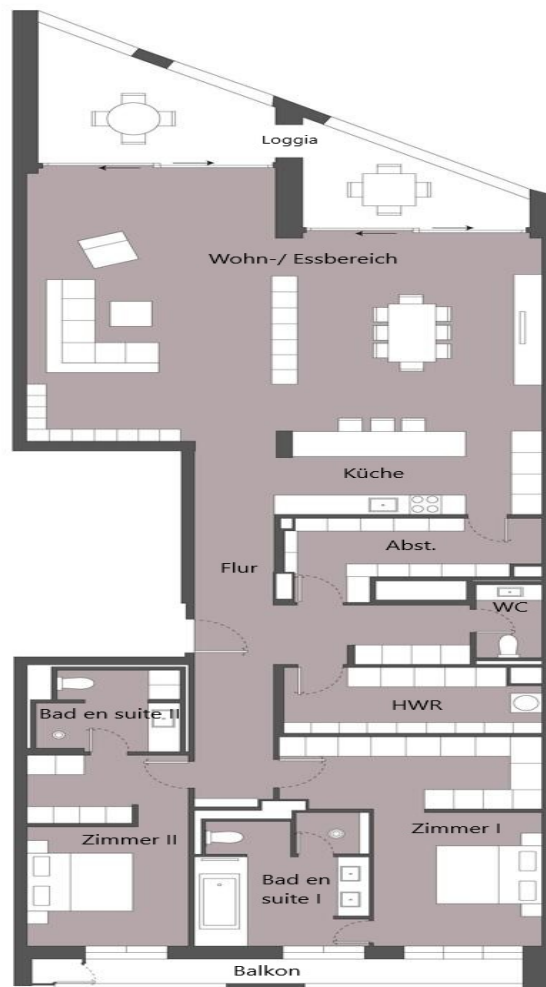 Loggia
Wohn-/ Essbereich
Küche
Abst.
Flur
WC
HWR
Bad en suite II
Zimmer II
Zimmer I
Bad en
suite I
Balkon